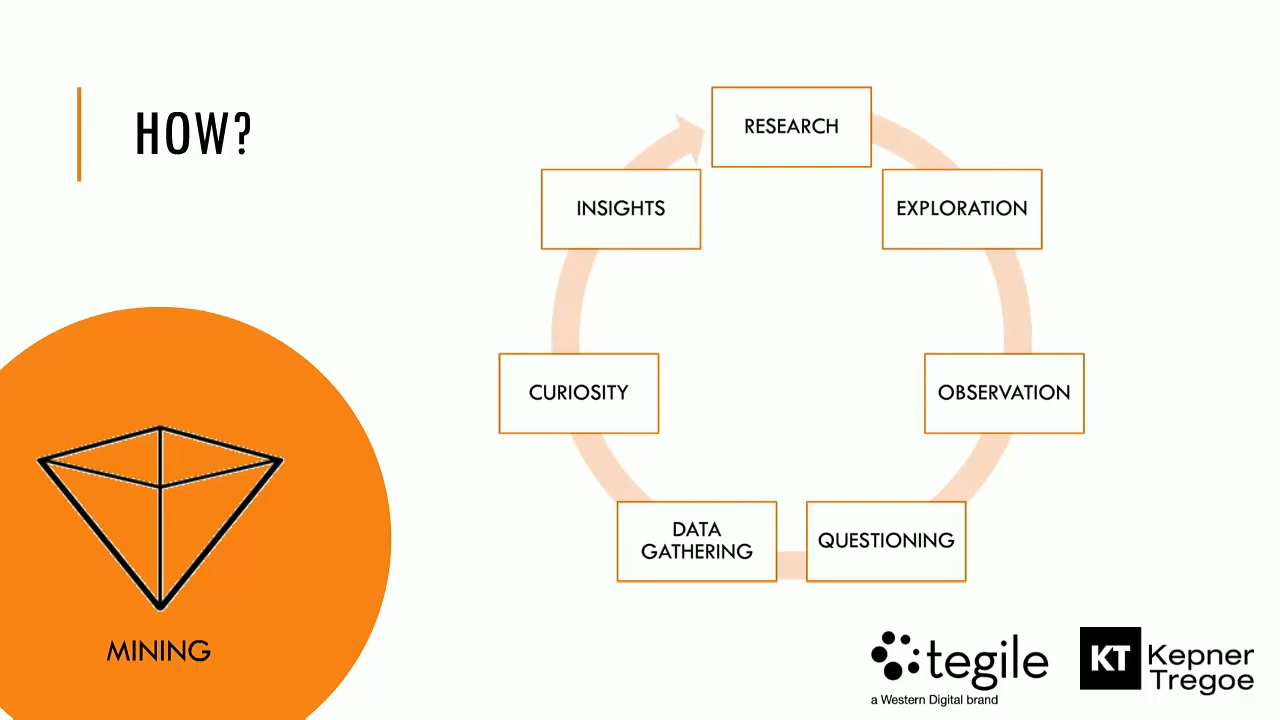 HOW?
RESEARCH
EXPLORATION
OBSERVATION
QUESTIONING
DATA
GATHERING
CURIOSITY
INSIGHTS
MINING
tegile
a Western Digital brand
KT
Kepner
Tregoe